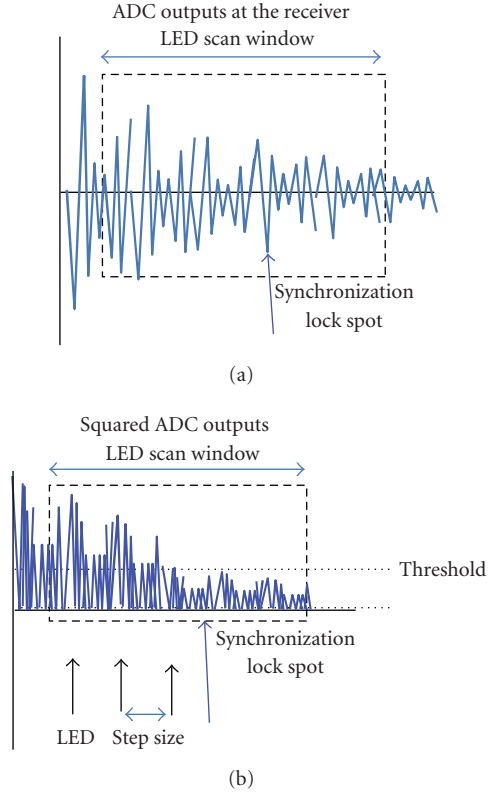 ADC outputs at the receiver
LED scan window
Synchronization
lock spot
(a)
Squared ADC outputs
LED scan window
Threshold
Synchronization
lock spot
LED
Step size
(b)